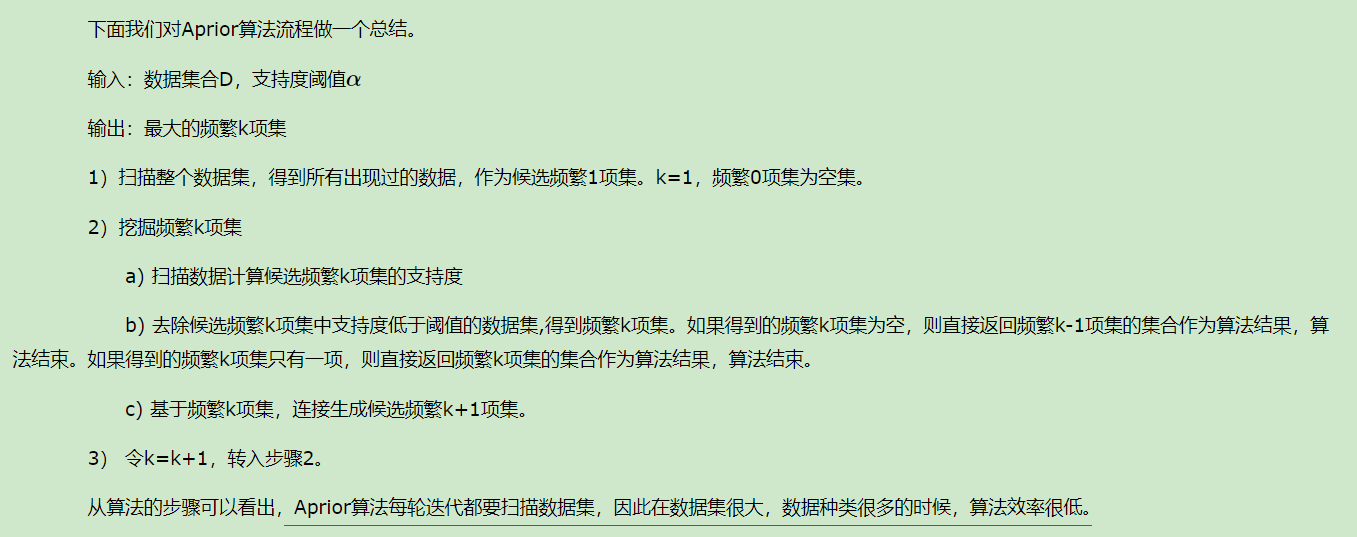 下面我们对Aprior算法流程做一个总结。
输入：数据集合D，支持度阈值α
输出：最大的频繁k项集
1）扫描整个数据集，得到所有出现过的数据，作为候选频繁1项集。k=1，频繁0项集为空集。
2）挖掘频繁k项集
a) 扫描数据计算候选频繁k项集的支持度
b) 去除候选频繁k项集中支持度低于阈值的数据集,得到频繁k项集。如果得到的频繁k项集为空，则直接返回频繁k-1项集的集合作为算法结果，算
法结束。如果得到的频繁k项集只有一项，则直接返回频繁k项集的集合作为算法结果，算法结束。
c) 基于频繁k项集，连接生成候选频繁k+1项集。
3） 令k=k+1，转入步骤2。
从算法的步骤可以看出，Aprior算法每轮迭代都要扫描数据集，因此在数据集很大，数据种类很多的时候，算法效率很低。